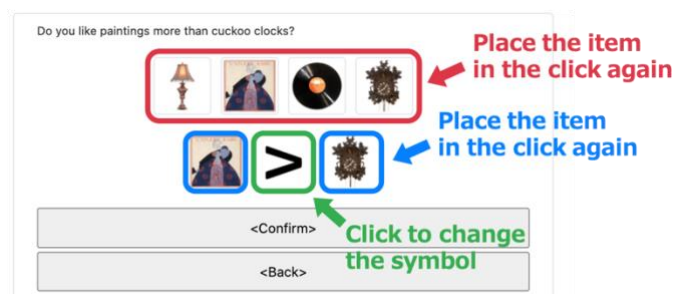 Do you like paintings more than cuckoo clocks?
Place the item
in the click again
Place the item
in the click again
>
<Confirm>
Click to change
the symbol
<Back>